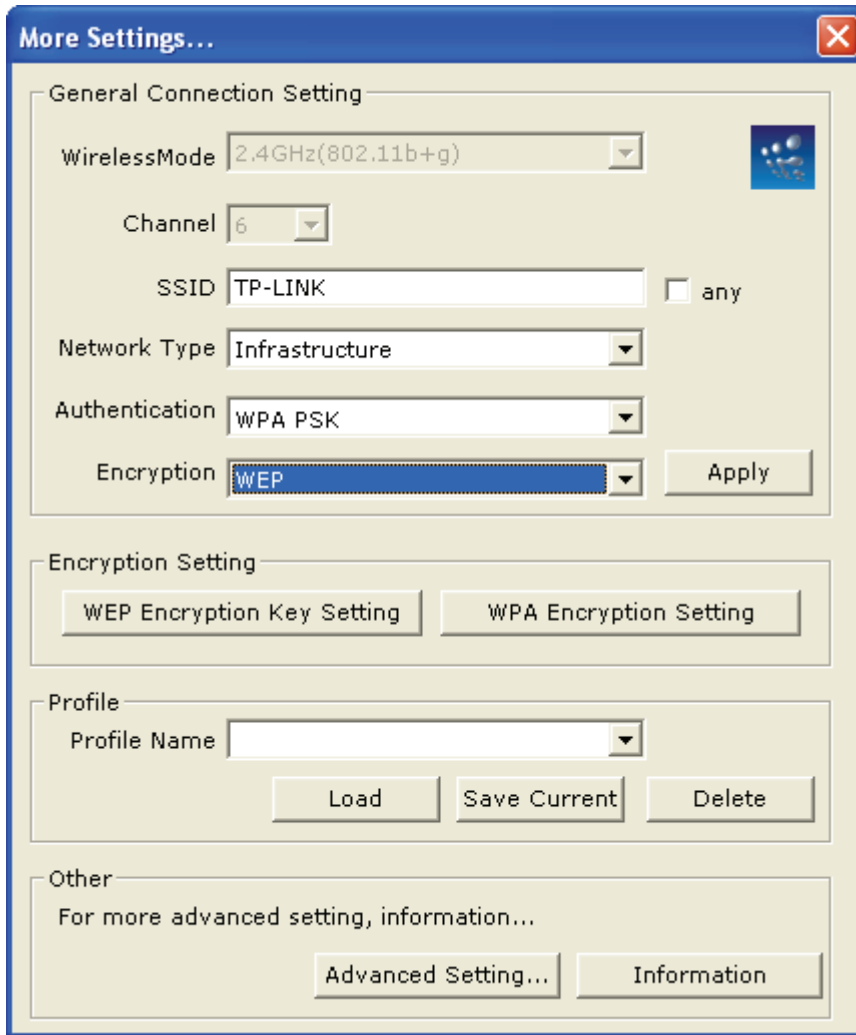 More Settings...
General Connection Setting
WirelessMode 2.4GHz(802.11b+g)
Channel 6
SSID TP-LINK any
Network Type Infrastructure
Authentication WPA PSK
Encryption WEP Apply
Encryption Setting
WEP Encryption Key Setting WPA Encryption Setting
Profile
Profile Name
Load Save Current Delete
Other
For more advanced setting, information...
Advanced Setting... Information